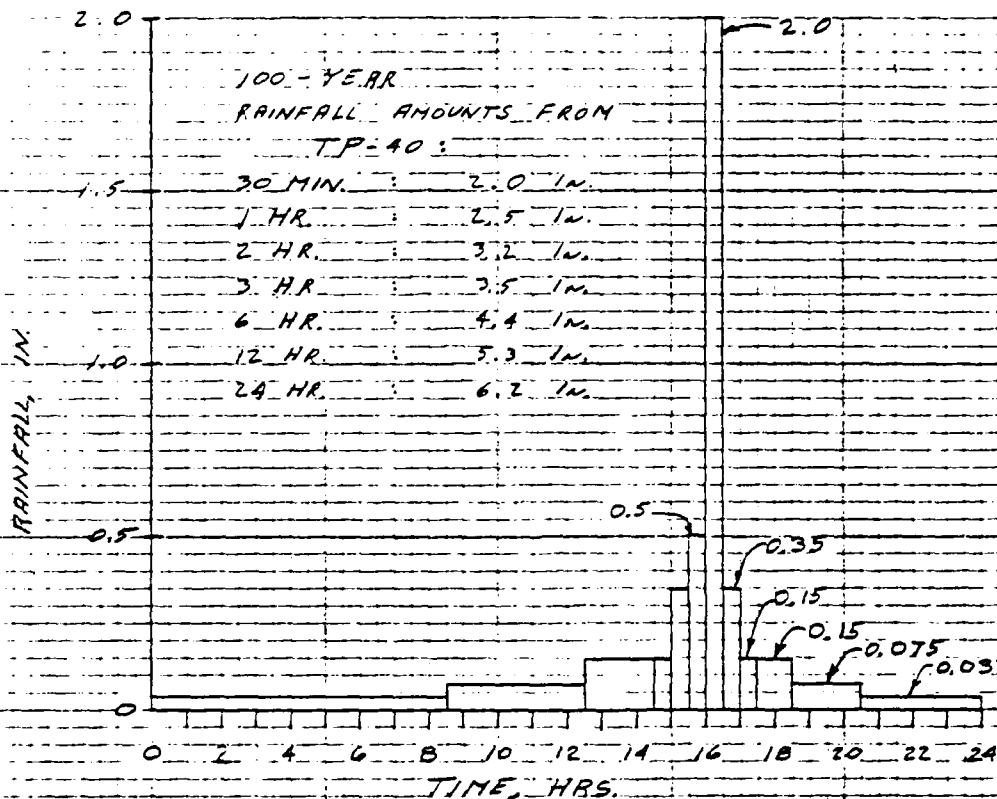 2.0
2.0
100-YEAR
RAINFALL AMOUNTS FROM
TP-40:
30 MIN. : 2.0 IN.
1.5
1 HR. : 2.5 IN.
2 HR. : 3.2 IN.
3 HR : 3.5 IN.
6 HR. : 4.4 IN.
1.0
12 HR. : 5.3 IN.
24 HR. : 6.2 IN.
RAINFALL, IN.
0.5
0.5
0.35
0.15
0.15
0.075
0.03
0
0 2 4 6 8 10 12 14 16 18 20 22 24
TIME, HRS.